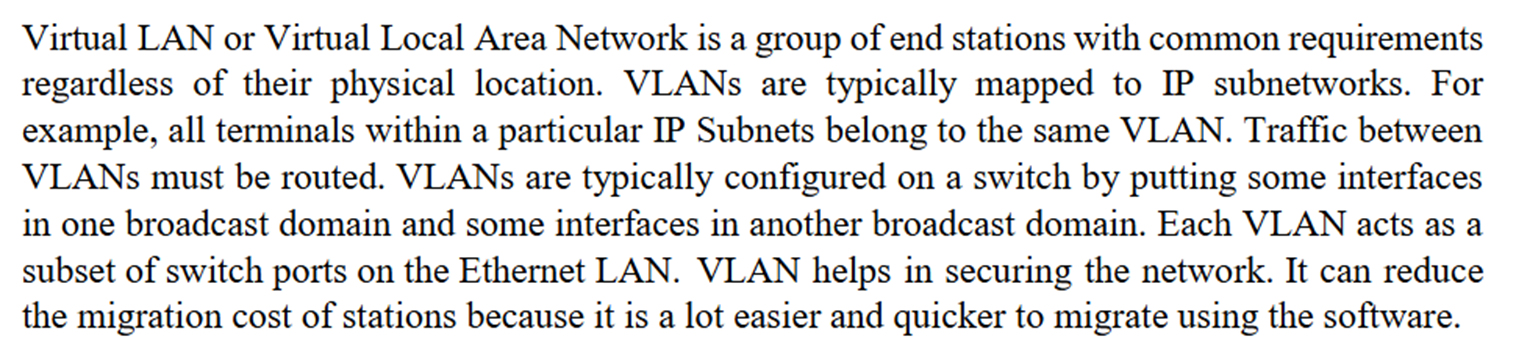 Virtual LAN or Virtual Local Area Network is a group of end stations with common requirements
regardless of their physical location. VLANs are typically mapped to IP subnetworks. For
example, all terminals within a particular IP Subnets belong to the same VLAN. Traffic between
VLANs must be routed. VLANs are typically configured on a switch by putting some interfaces
in one broadcast domain and some interfaces in another broadcast domain. Each VLAN acts as a
subset of switch ports on the Ethernet LAN. VLAN helps in securing the network. It can reduce
the migration cost of stations because it is a lot easier and quicker to migrate using the software.